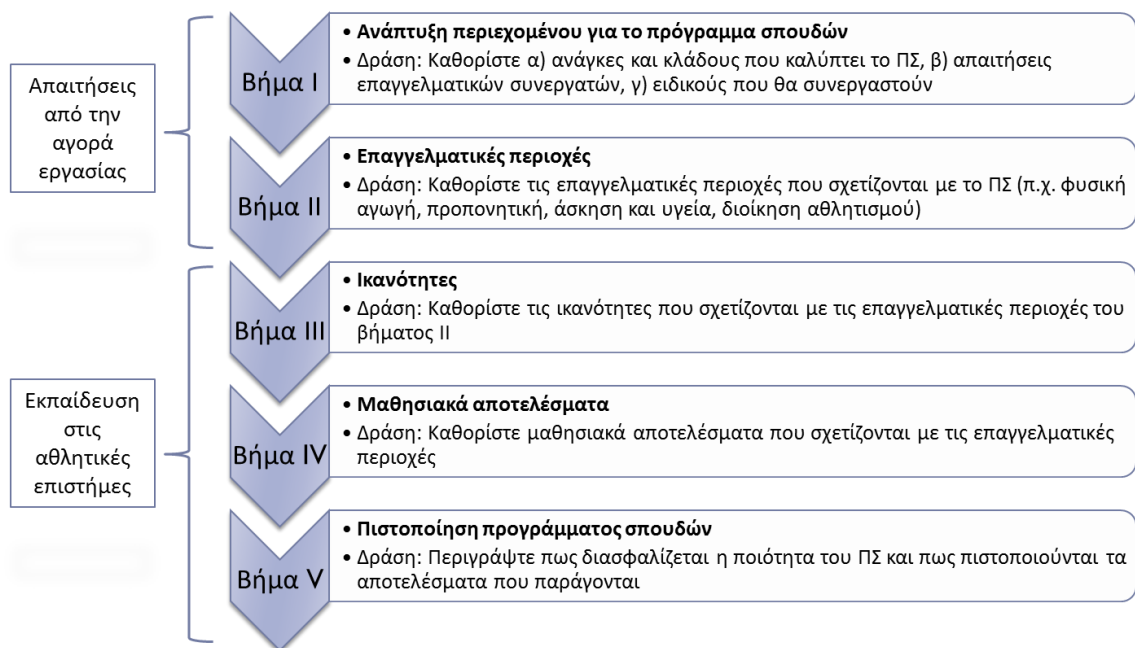 Απαιτήσεις
από την
αγορά
εργασίας
Βήμα I
• Ανάπτυξη περιεχομένου για το πρόγραμμα σπουδών
• Δράση: Καθορίστε α) ανάγκες και κλάδους που καλύπτει το ΠΣ, β) απαιτήσεις
επαγγελματικών συνεργατών, γ) ειδικούς που θα συνεργαστούν
Βήμα II
• Επαγγελματικές περιοχές
• Δράση: Καθορίστε τις επαγγελματικές περιοχές που σχετίζονται με το ΠΣ (π.χ. φυσική
αγωγή, προπονητική, άσκηση και υγεία, διοίκηση αθλητισμού)
Εκπαίδευση
στις
αθλητικές
επιστήμες
Βήμα III
• Ικανότητες
• Δράση: Καθορίστε τις ικανότητες που σχετίζονται με τις επαγγελματικές περιοχές του
βήματος II
Βήμα IV
• Μαθησιακά αποτελέσματα
• Δράση: Καθορίστε μαθησιακά αποτελέσματα που σχετίζονται με τις επαγγελματικές
περιοχές
Βήμα V
• Πιστοποίηση προγράμματος σπουδών
• Δράση: Περιγράψτε πως διασφαλίζεται η ποιότητα του ΠΣ και πως πιστοποιούνται τα
αποτελέσματα που παράγονται